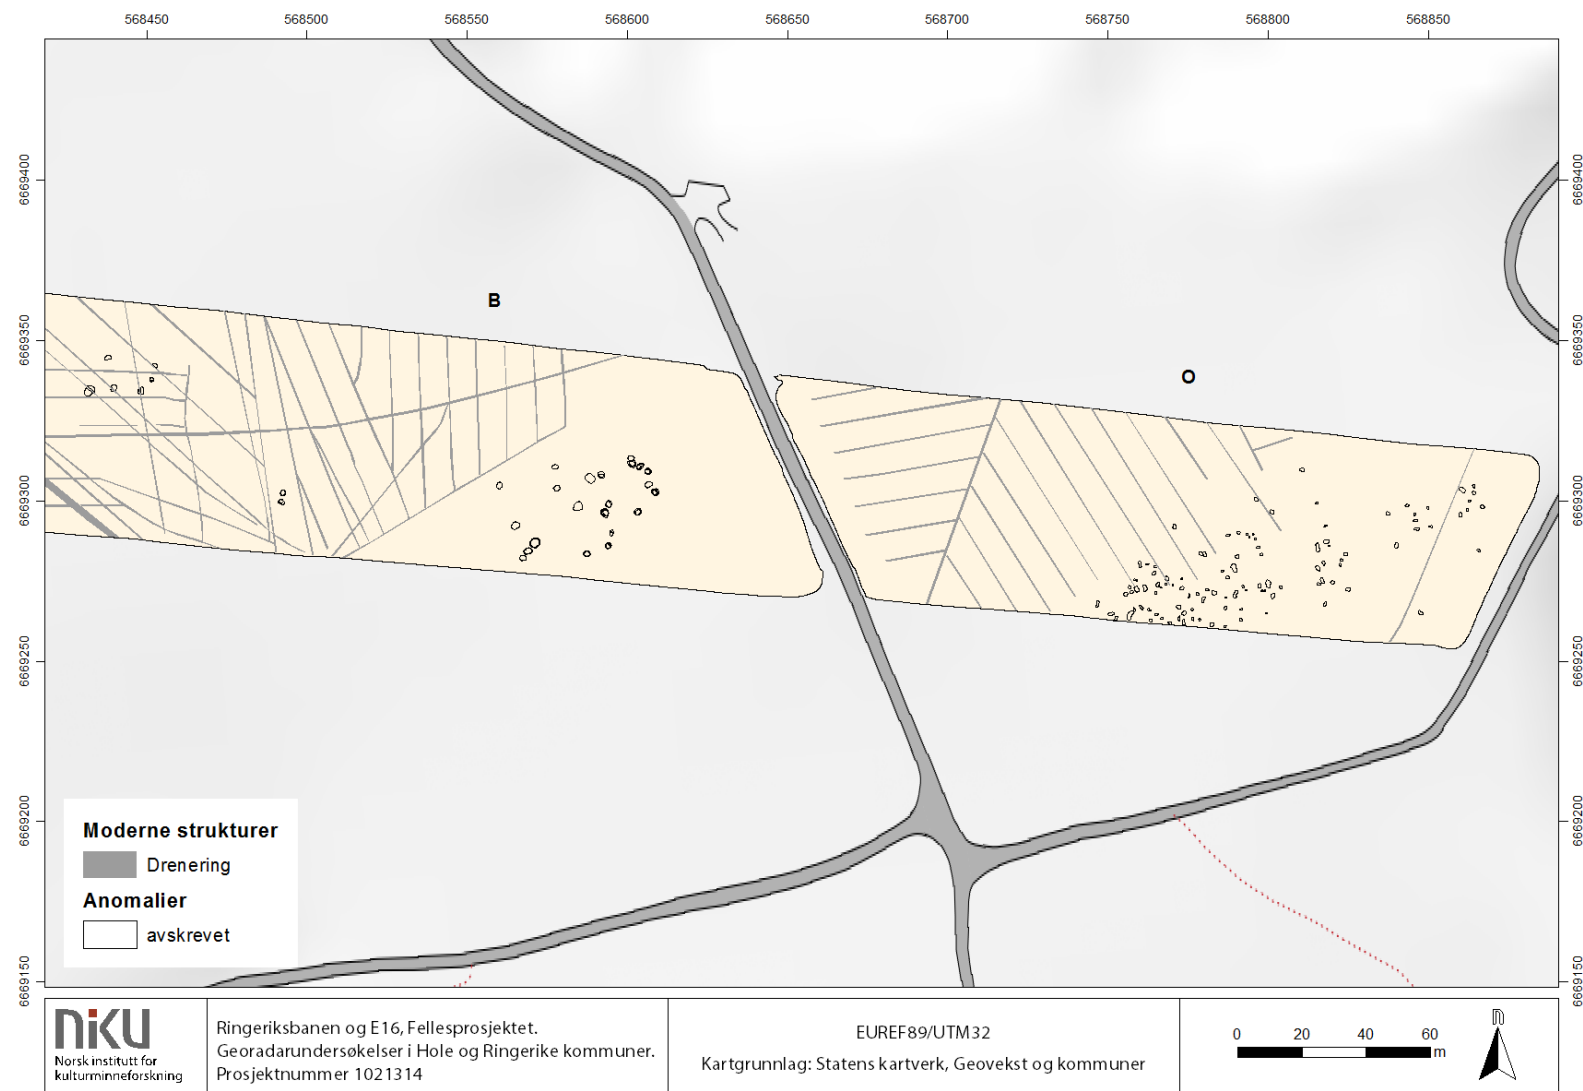 568450 568500 568550 568600 568650 568700 568750 568800 568850
6669400 6669400
6669350 6669350
6669300 6669300
6669250 6669250
6669200 6669200
6669150 6669150
B
O
Moderne strukturer
Drenering
Anomalier
avskrevet
niku
Norsk institutt for
kulturminneforskning
Ringeriksbanen og E16, Fellesprosjektet.
Georadarundersøkelser i Hole og Ringerike kommuner.
Prosjektnummer 1021314
EUREF89/UTM32
Kartgrunnlag: Statens kartverk, Geovekst og kommuner
0 20 40 60
m
n